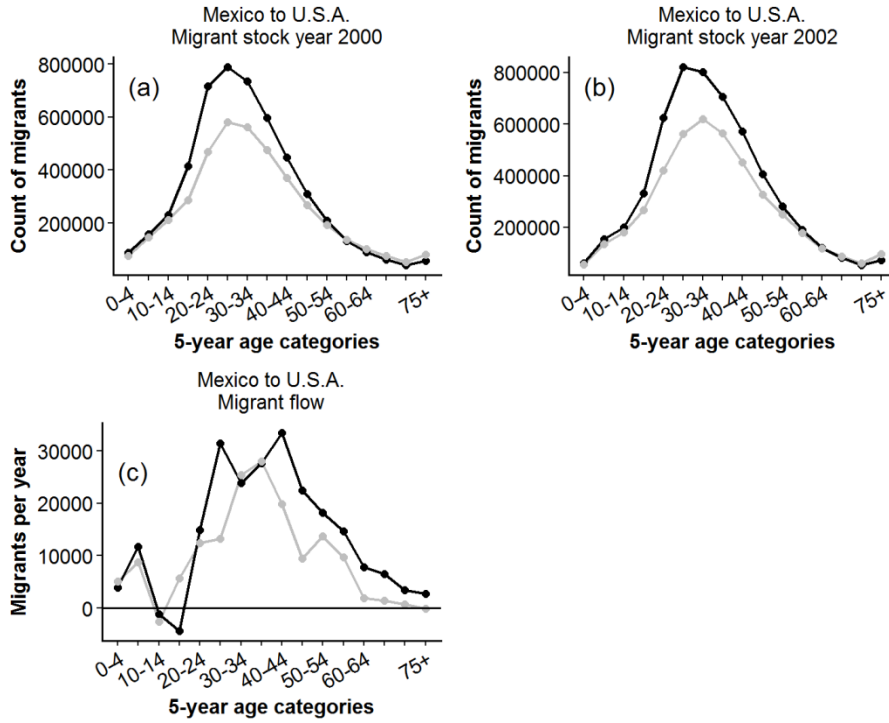 Mexico to U.S.A.
Migrant stock year 2000
(a)
Count of migrants
800000
600000
400000
200000
0-4
10-14
20-24
30-34
40-44
50-54
60-64
75+
5-year age categories
Mexico to U.S.A.
Migrant stock year 2002
(b)
Count of migrants
800000
600000
400000
200000
0-4
10-14
20-24
30-34
40-44
50-54
60-64
75+
5-year age categories
Mexico to U.S.A.
Migrant flow
(c)
Migrants per year
30000
20000
10000
0
0-4
10-14
20-24
30-34
40-44
50-54
60-64
75+
5-year age categories